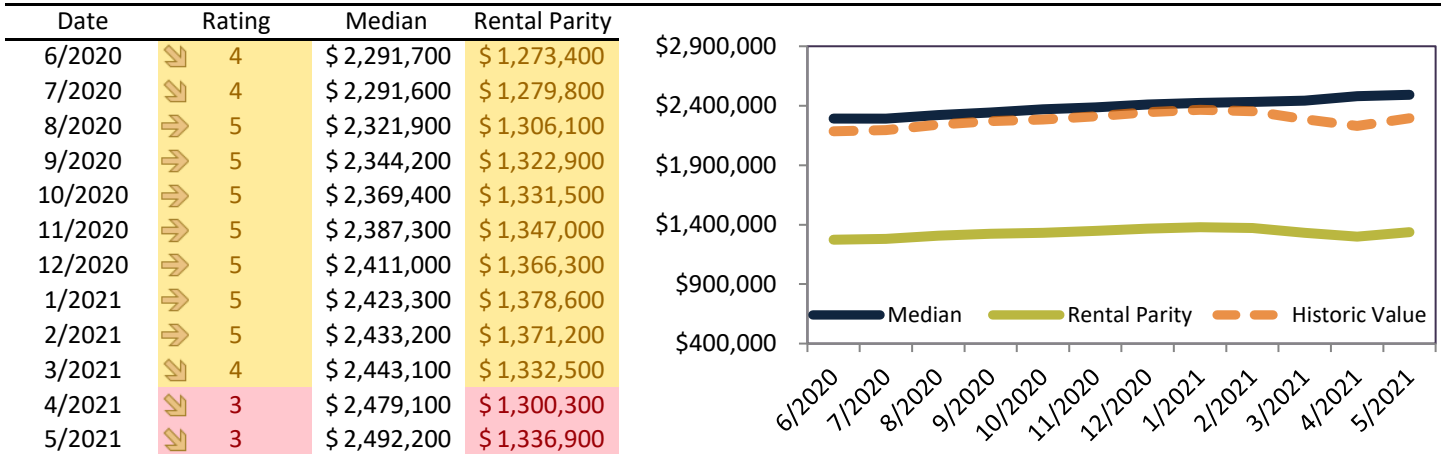 Date Rating Median Rental Parity
6/2020 4 $ 2,291,700 $ 1,273,400
7/2020 4 $ 2,291,600 $ 1,279,800
8/2020 5 $ 2,321,900 $ 1,306,100
9/2020 5 $ 2,344,200 $ 1,322,900
10/2020 5 $ 2,369,400 $ 1,331,500
11/2020 5 $ 2,387,300 $ 1,347,000
12/2020 5 $ 2,411,000 $ 1,366,300
1/2021 5 $ 2,423,300 $ 1,378,600
2/2021 5 $ 2,433,200 $ 1,371,200
3/2021 4 $ 2,443,100 $ 1,332,500
4/2021 3 $ 2,479,100 $ 1,300,300
5/2021 3 $ 2,492,200 $ 1,336,900
$2,900,000
$2,400,000
$1,900,000
$1,400,000
$900,000
$400,000
Median Rental Parity Historic Value
6/2020 7/2020 8/2020 9/2020 10/2020 11/2020 12/2020 1/2021 2/2021 3/2021 4/2021 5/2021